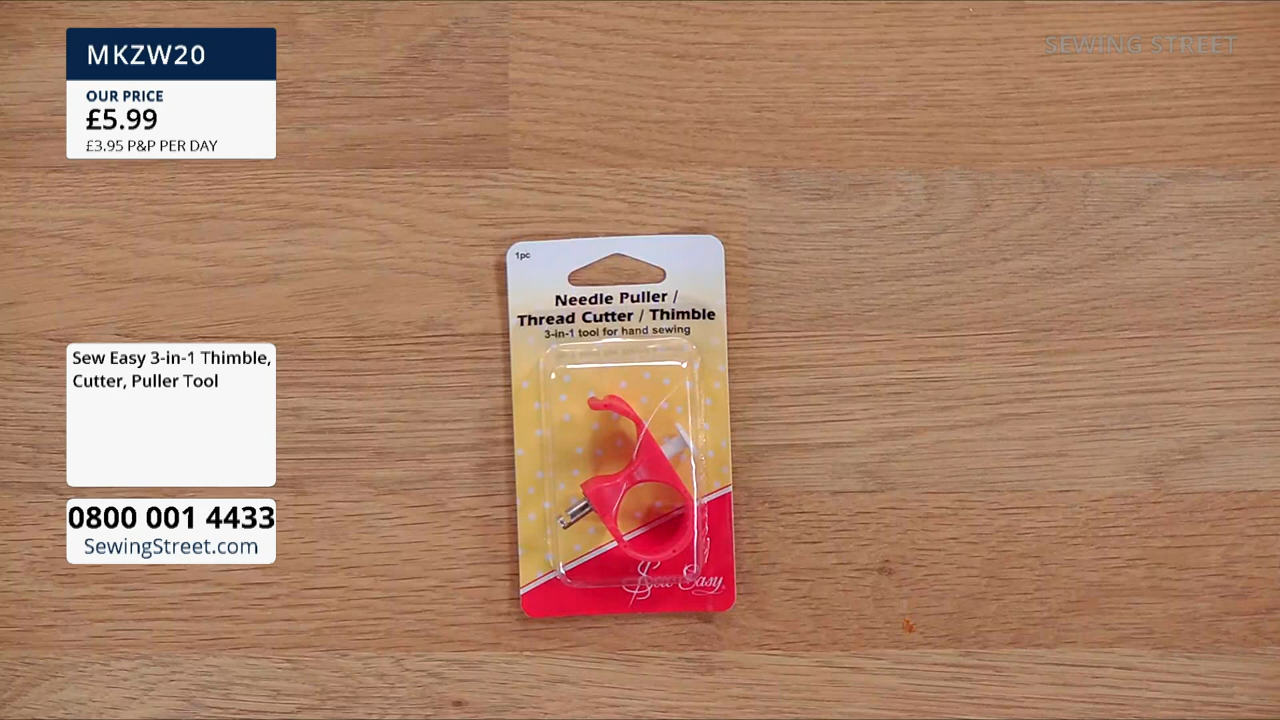 MKZW20
OUR PRICE
£5.99
£3.95 P&P PER DAY
SEWING STREET
1pc
Needle Puller /
Thread Cutter / Thimble
3-in-1 tool for hand sewing
Sew Easy
Sew Easy 3-in-1 Thimble,
Cutter, Puller Tool
0800 001 4433
SewingStreet.com